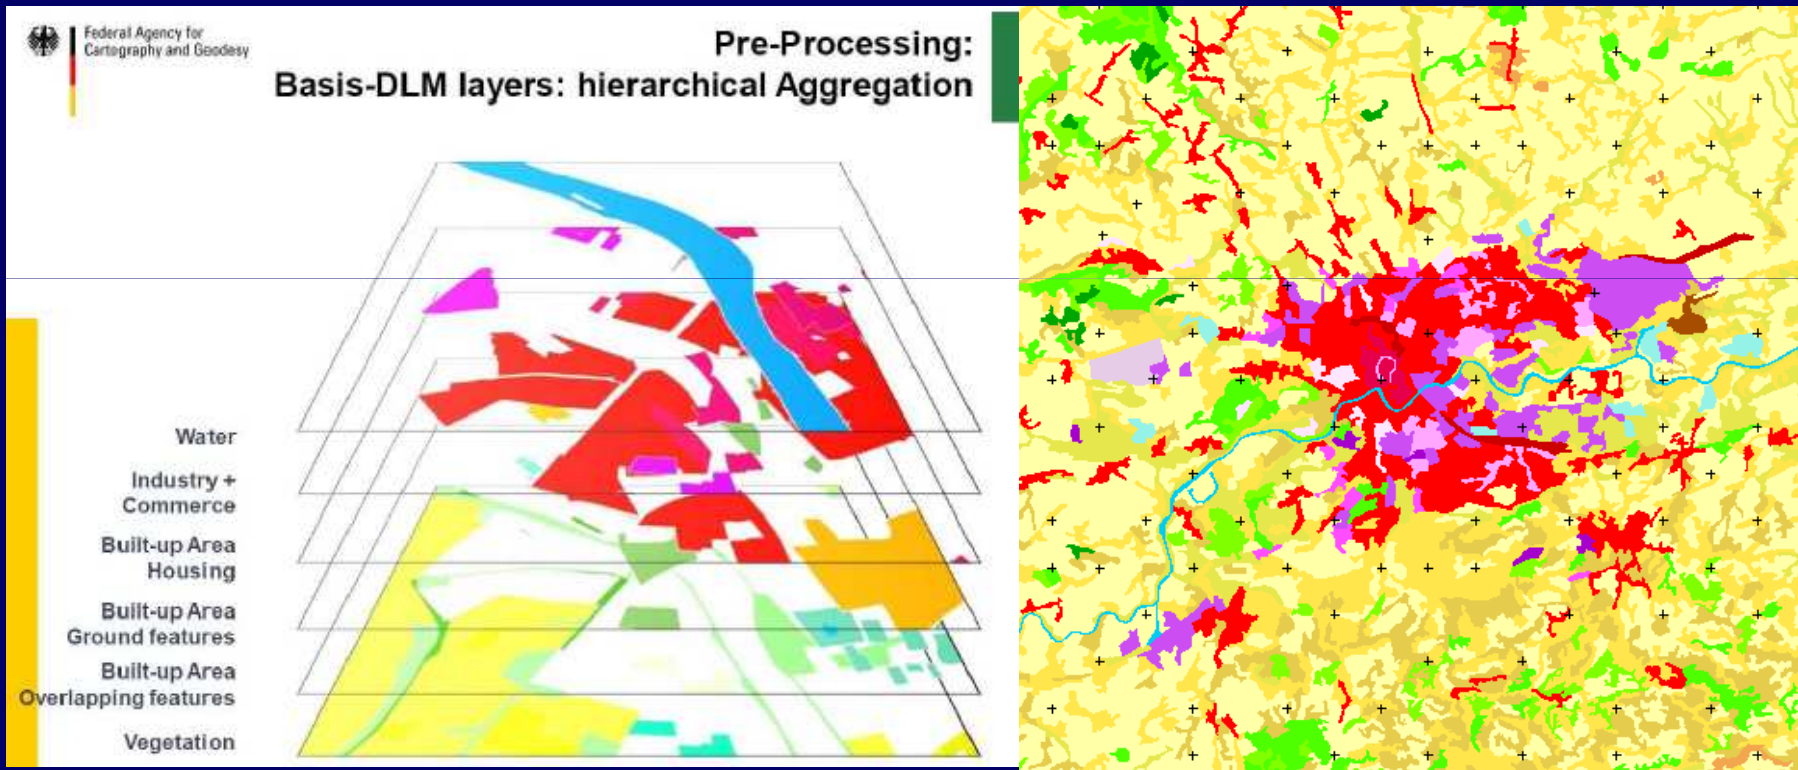 Federal Agency for
Cartography and Geodesy
Pre-Processing:
Basis-DLM layers: hierarchical Aggregation
Water
Industry +
Commerce
Built-up Area
Housing
Built-up Area
Ground features
Built-up Area
Overlapping features
Vegetation